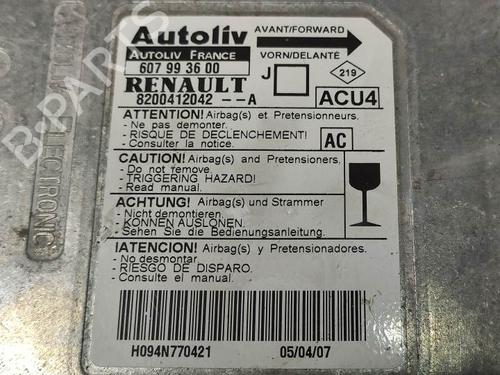 Autoliv
AVANT/FORWARD
AUTOLIV FRANCE
VORN/DELANTE
607 99 36 00
J
219
RENAULT
8200412042 --A
ACU4
ATTENTION! Airbag(s) et Pretensionneurs.
- Ne pas demonter.
- RISQUE DE DECLENCHEMENT!
- Consulter la notice.
AC
CAUTION! Airbag(s) and Pretensioners.
- Do not remove.
- TRIGGERING HAZARD!
- Read manual.
ACHTUNG! Airbag(s) und Strammer
- Nicht demontieren.
- KONNEN AUSLONEN.
- Sehen Sie die Bedienungsanleitung.
!ATENCION! Airbag(s) y Pretensionadores.
- No desmontar
- RIESGO DE DISPARO.
- Consulte el manual.
H094N770421
05/04/07
B-PARTS
ELECTRONIC